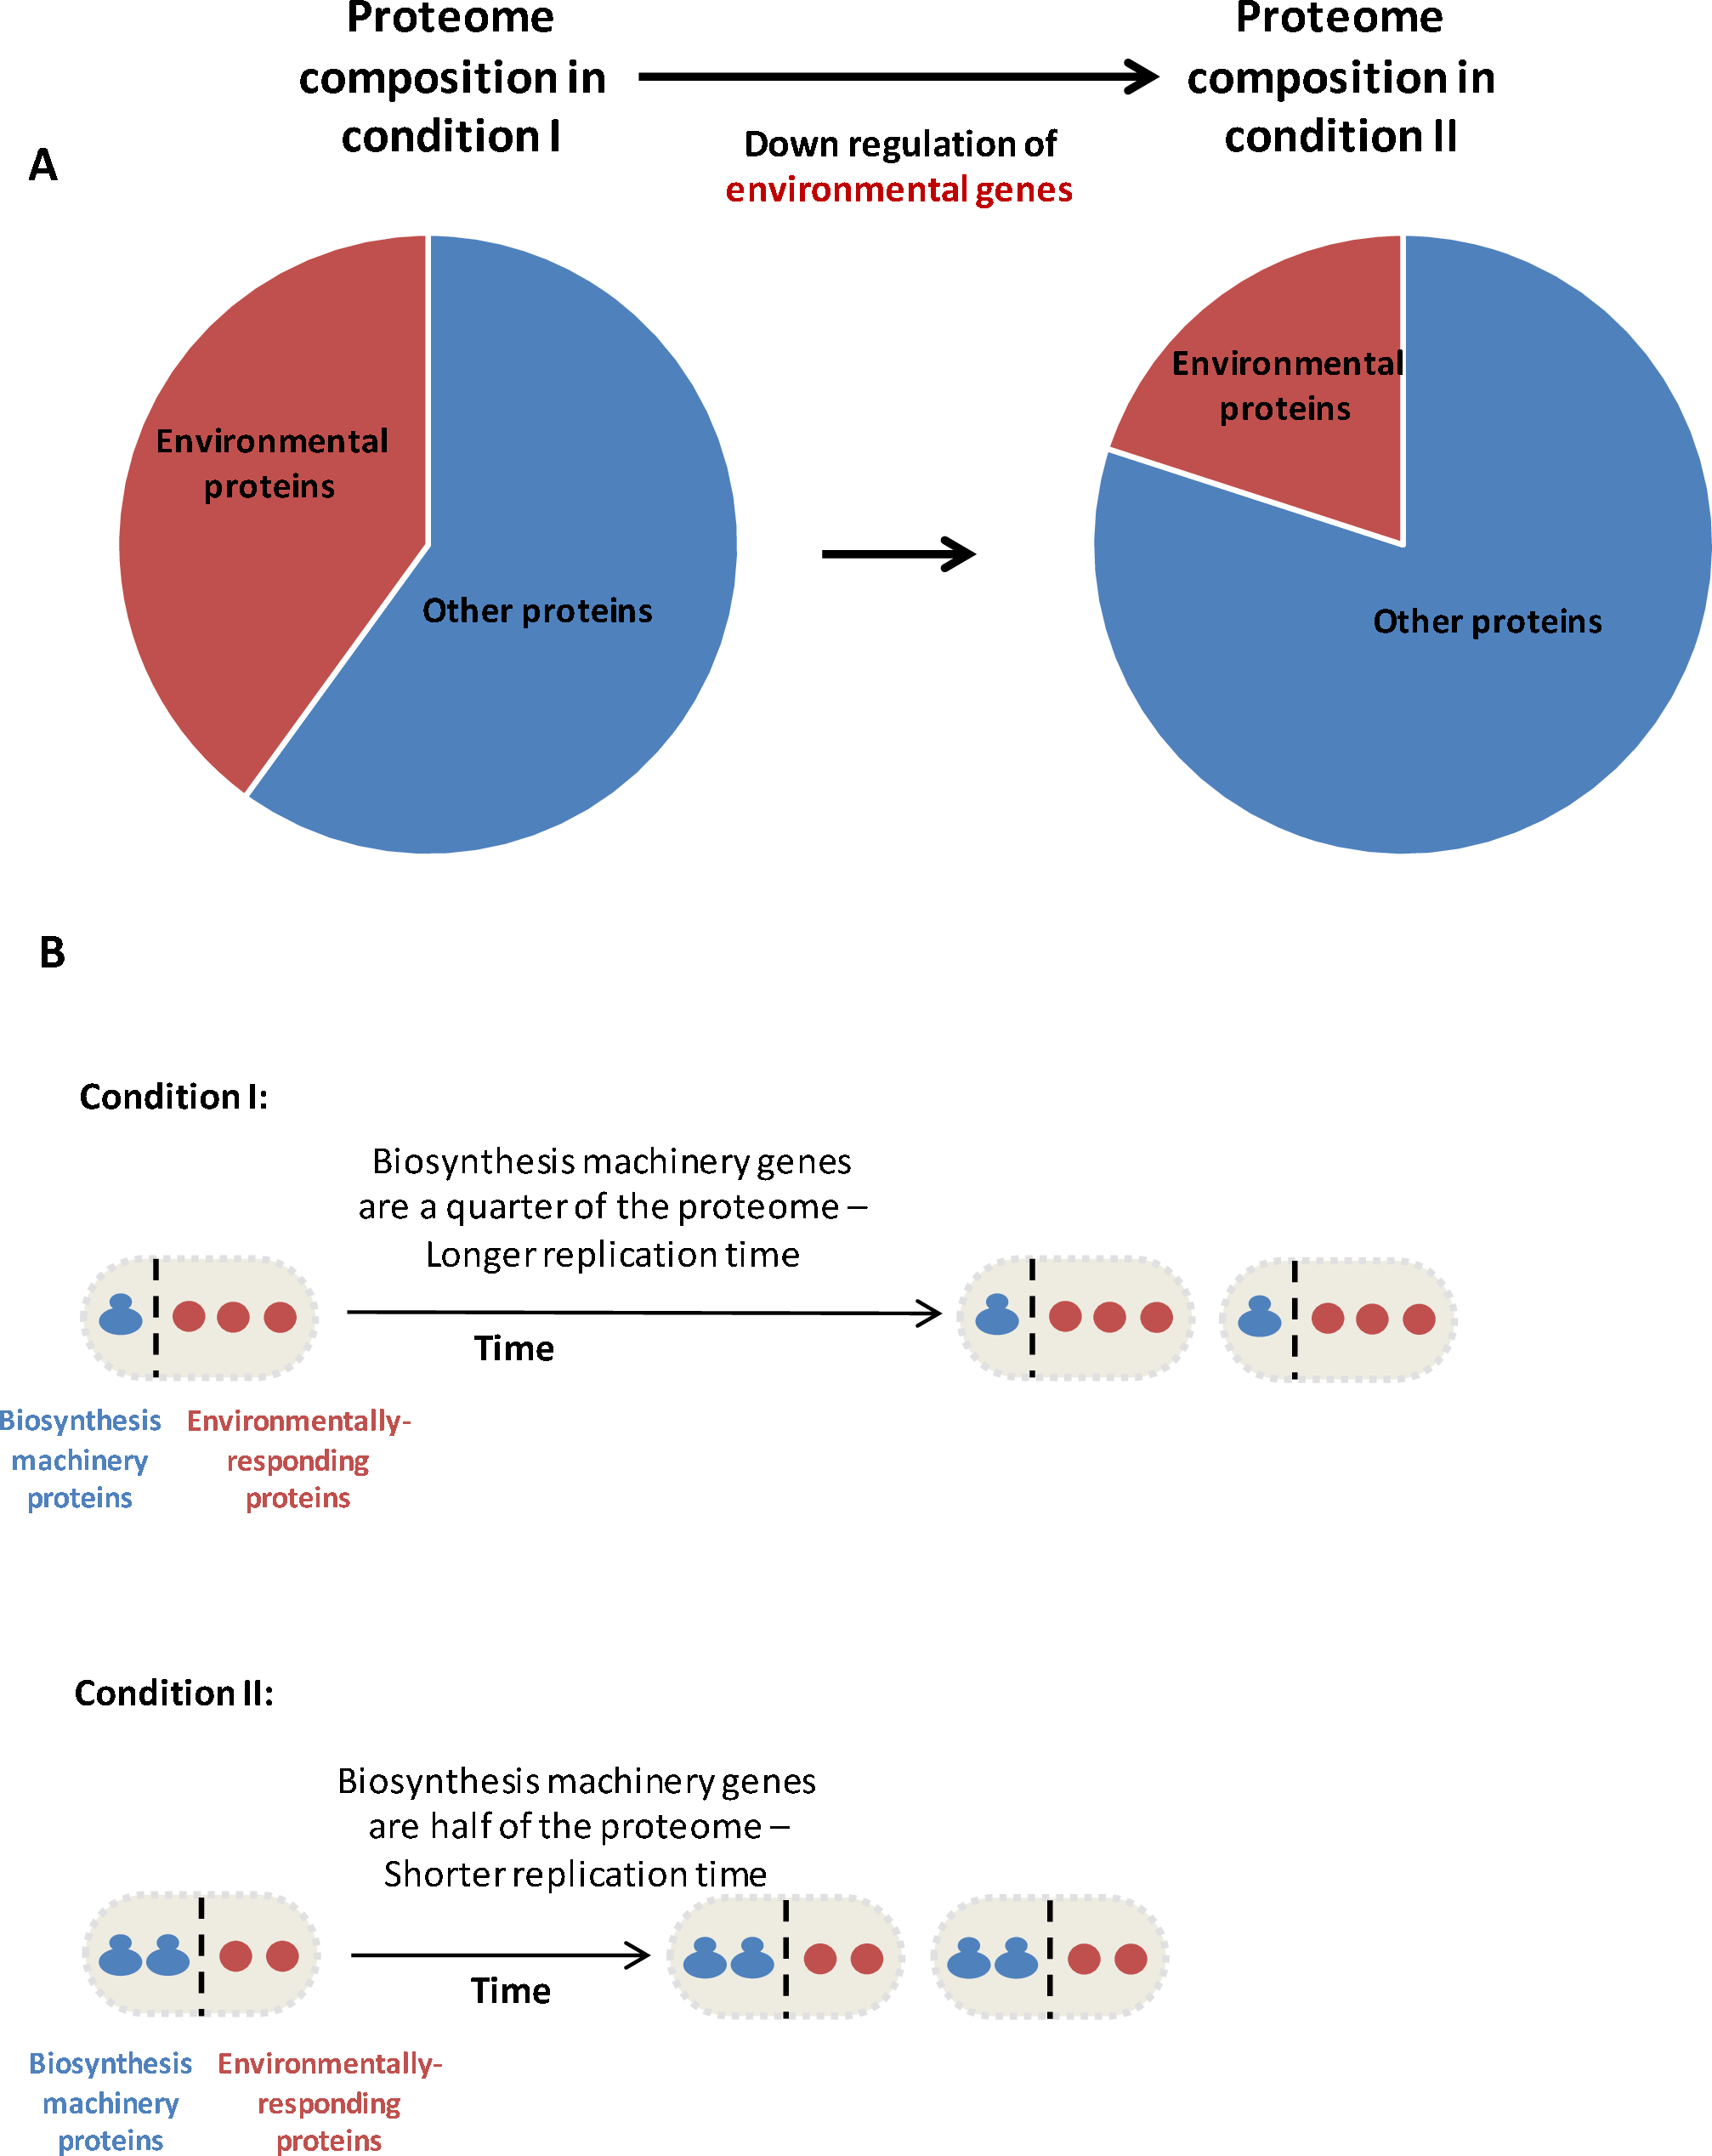 Proteome
composition in
condition I
Proteome
composition in
condition II
Down regulation of
environmental genes
A
Environmental
proteins
Other proteins
Environmental
proteins
Other proteins
B
Condition I:
Biosynthesis machinery genes
are a quarter of the proteome –
Longer replication time
Time
Biosynthesis
machinery
proteins
Environmentally-
responding
proteins
Condition II:
Biosynthesis machinery genes
are half of the proteome –
Shorter replication time
Time
Biosynthesis
machinery
proteins
Environmentally-
responding
proteins